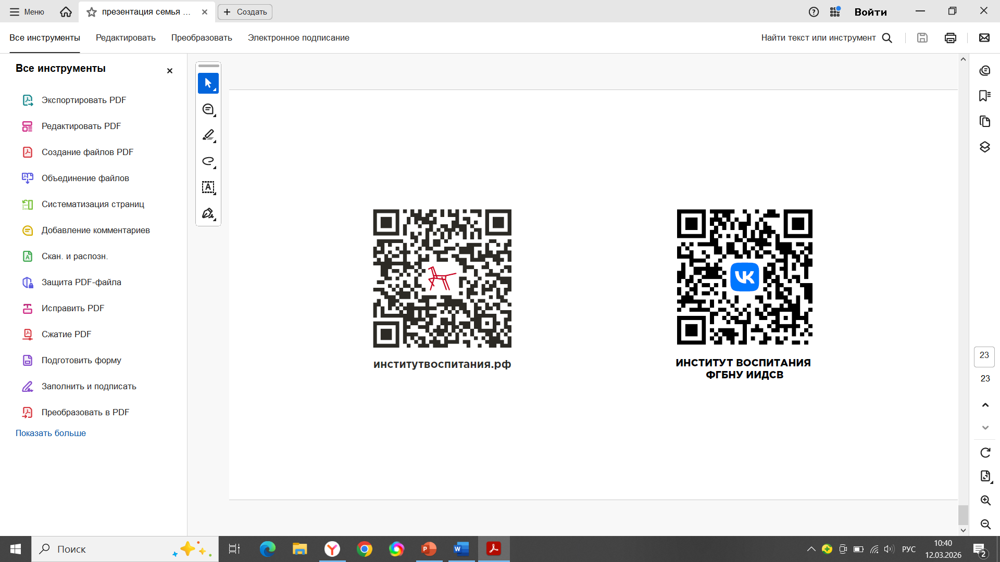 Меню
презентация семья ...
Создать
Войти
Все инструменты
Редактировать
Преобразовать
Электронное подписание
Найти текст или инструмент
Все инструменты
Экспортировать PDF
Редактировать PDF
Создание файлов PDF
Объединение файлов
Систематизация страниц
Добавление комментариев
Скан. и распозн.
Защита PDF-файла
Исправить PDF
Сжатие PDF
Подготовить форму
Заполнить и подписать
Преобразовать в PDF
Показать больше
институтвоспитания.рф
ИНСТИТУТ ВОСПИТАНИЯ
ФГБНУ ИИДСВ
23
23
Поиск
РУС
10:40
12.03.2026
2